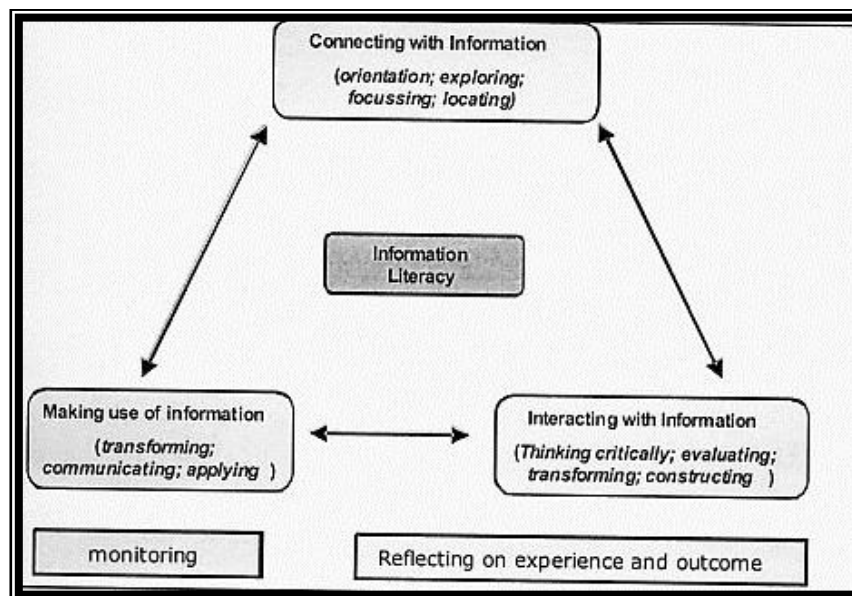 Connecting with Information
(orientation; exploring;
focussing; locating)
Information
Literacy
Making use of information
(transforming;
communicating; applying )
Interacting with Information
(Thinking critically; evaluating;
transforming; constructing )
monitoring
Reflecting on experience and outcome